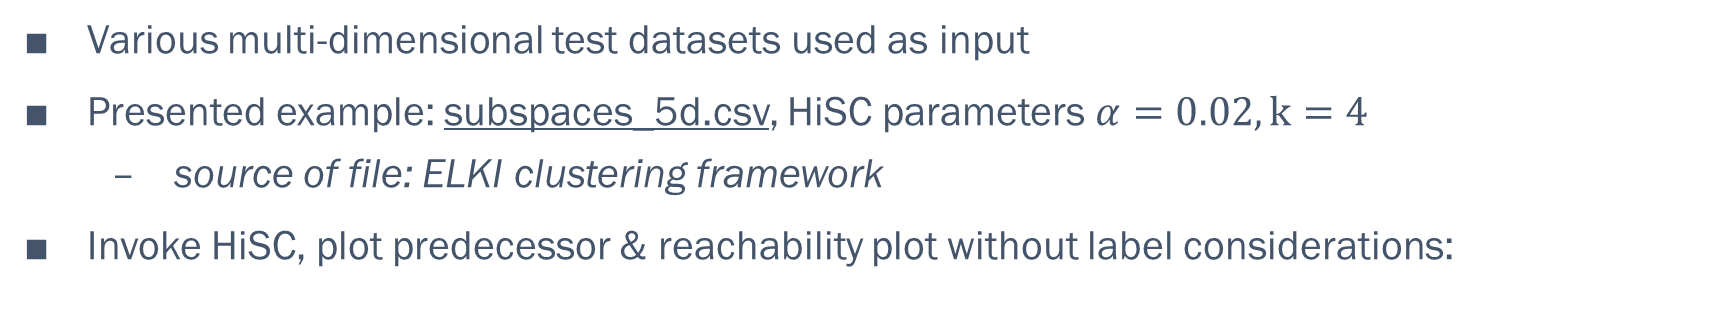 ■ Various multi-dimensional test datasets used as input
■ Presented example: subspaces_5d.csv, HiSC parameters α = 0.02, k = 4
– source of file: ELKI clustering framework
■ Invoke HiSC, plot predecessor & reachability plot without label considerations: